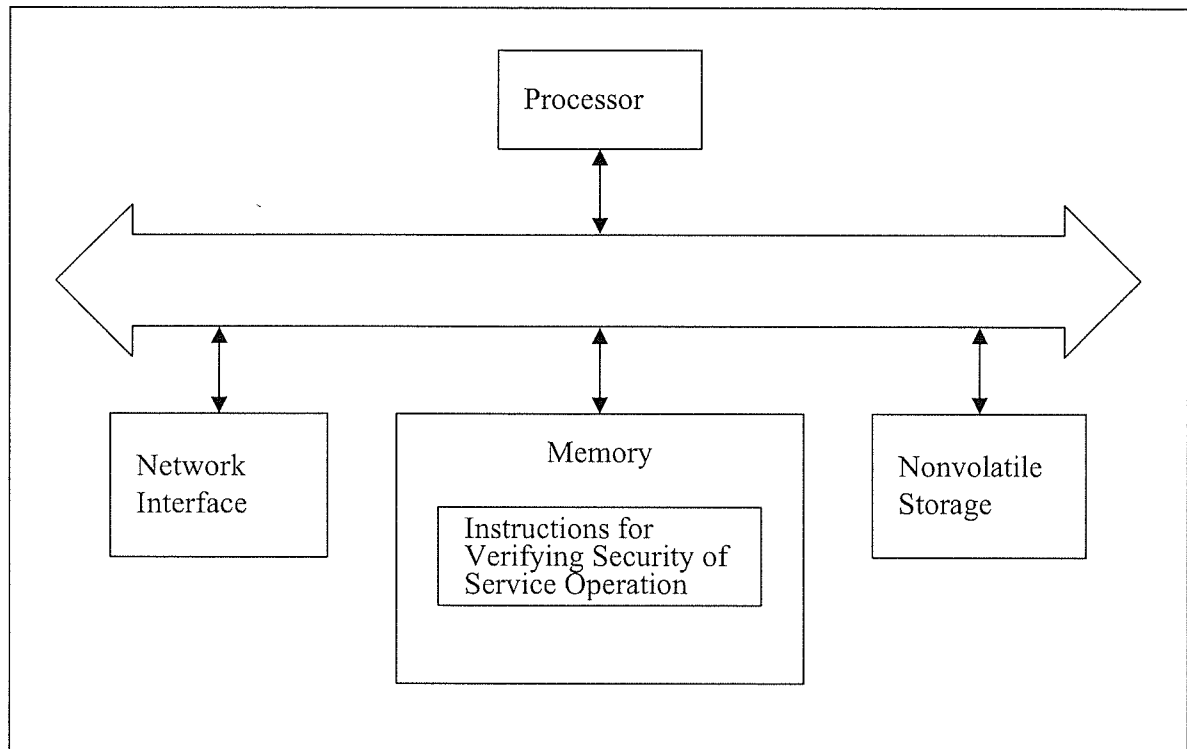 Processor
Network
Interface
Memory
Instructions for
Verifying Security of
Service Operation
Nonvolatile
Storage